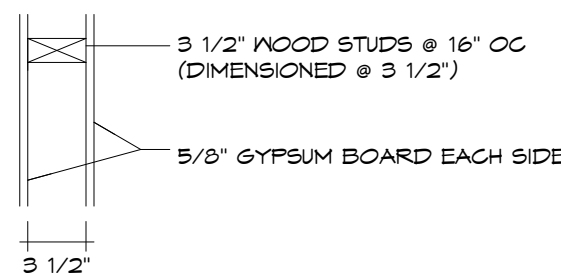 3 1/2" WOOD STUDS @ 16" OC
(DIMENSIONED @ 3 1/2")
5/8" GYPSUM BOARD EACH SIDE
3 1/2"